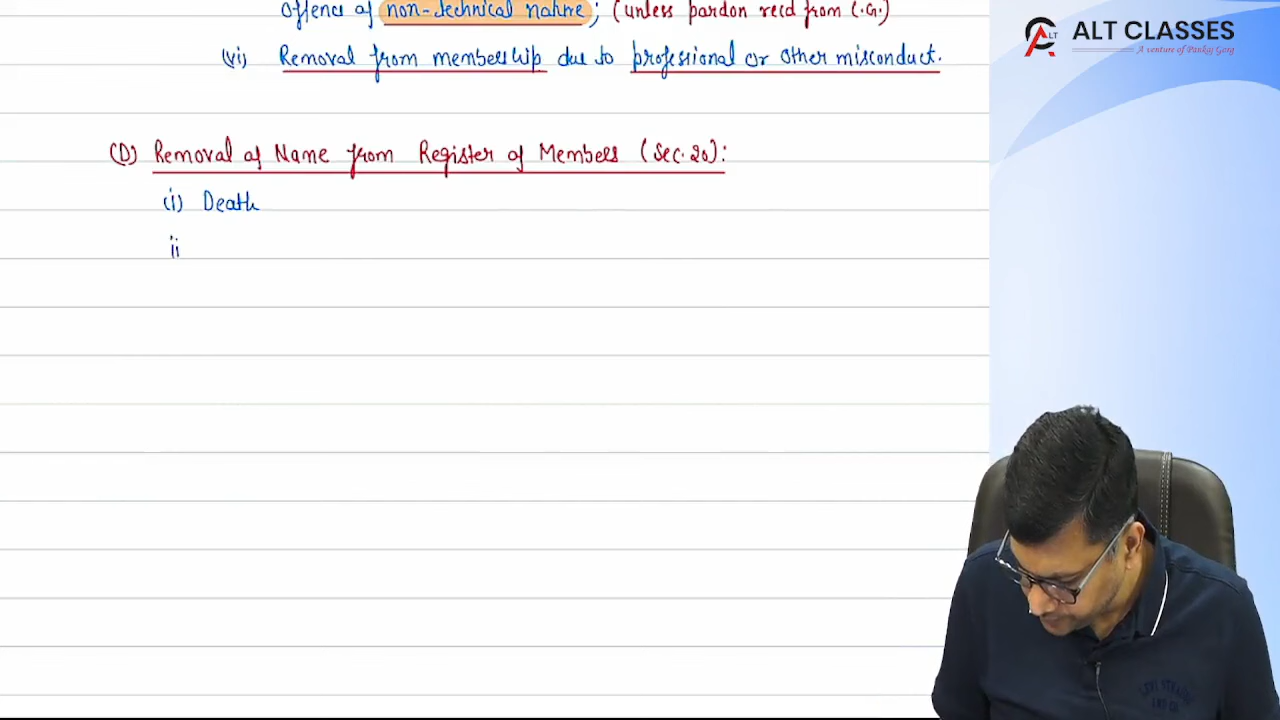 Offence of non-technical nature; (unless pardon recd from C.G.)
(vi) Removal from membership due to professional or other misconduct.
(D) Removal of Name from Register of Members (Sec. 20):
(i) Death
ii
ALT
ALT CLASSES
A venture of Pankaj Garg